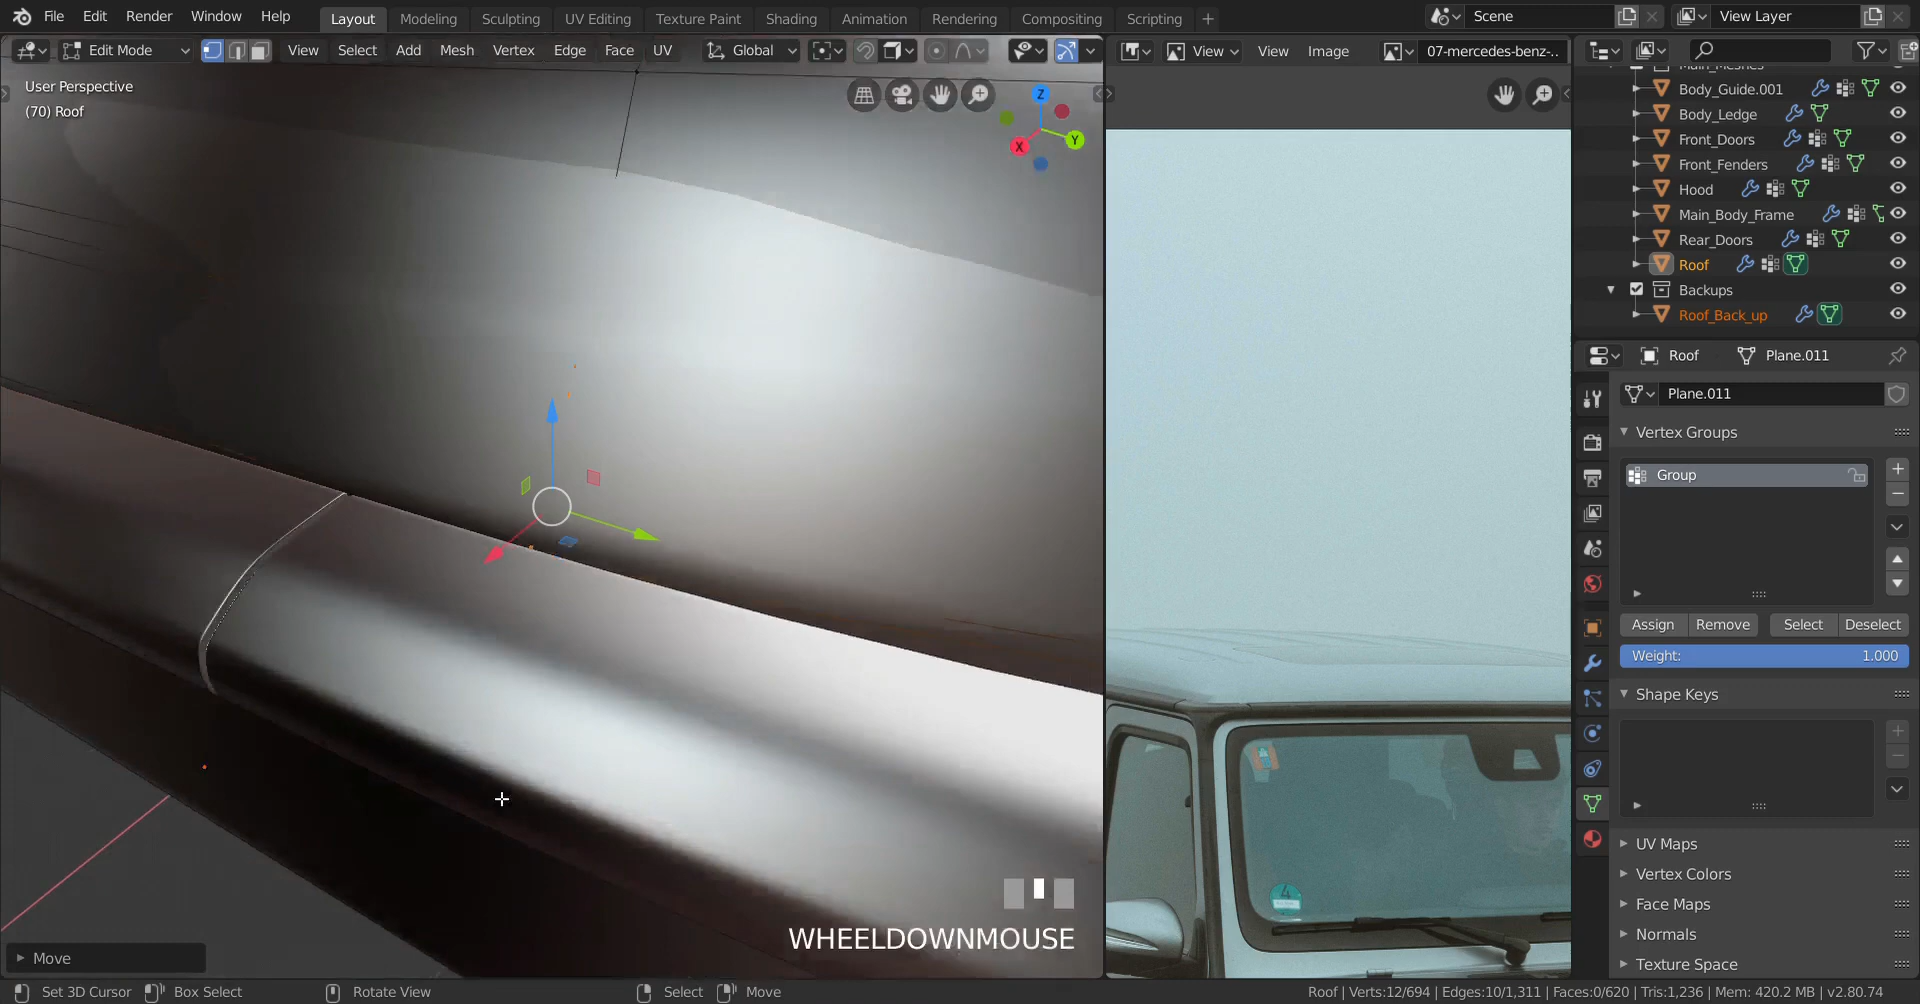 File Edit Render Window Help Layout Modeling Sculpting UV Editing Texture Paint Shading Animation Rendering Compositing Scripting + Scene View Layer
Edit Mode View Select Add Mesh Vertex Edge Face UV Global View View Image 07-mercedes-benz-..
User Perspective
(70) Roof
Z
Y
X
Body_Guide.001
Body_Ledge
Front_Doors
Front_Fenders
Hood
Main_Body_Frame
Rear_Doors
Roof
Backups
Roof_Back_up
Roof Plane.011
Plane.011
Vertex Groups
Group
Assign Remove Select Deselect
Weight: 1.000
Shape Keys
UV Maps
Vertex Colors
Face Maps
Normals
Texture Space
WHEELDOWNMOUSE
Move
Set 3D Cursor Box Select Rotate View Select Move Roof | Verts:12/694 | Edges:10/1,311 | Faces:0/620 | Tris:1,236 | Mem: 420.2 MB | v2.80.74